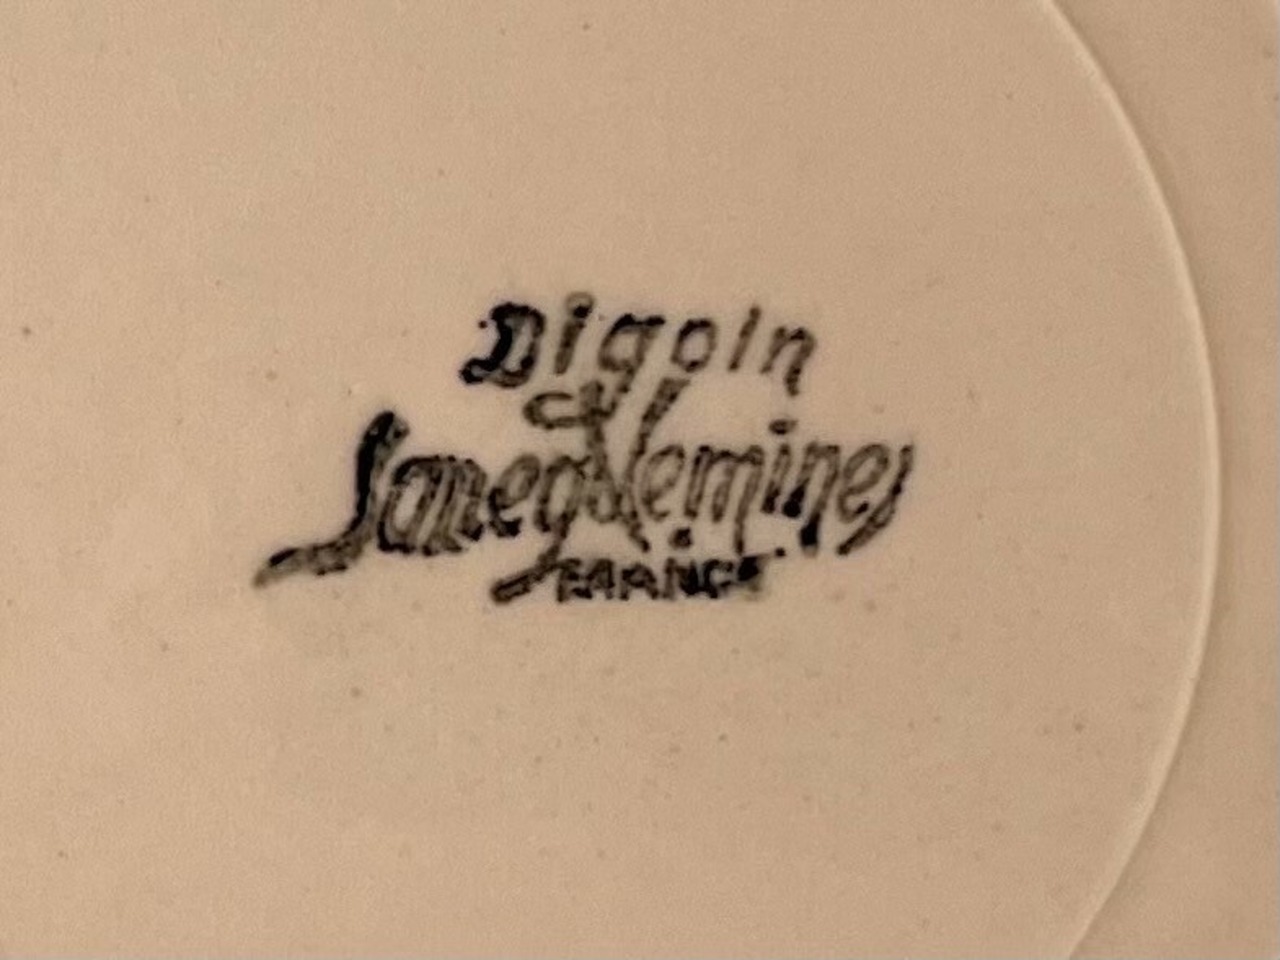 Digoin
&
Sarreguemines
FRANCE